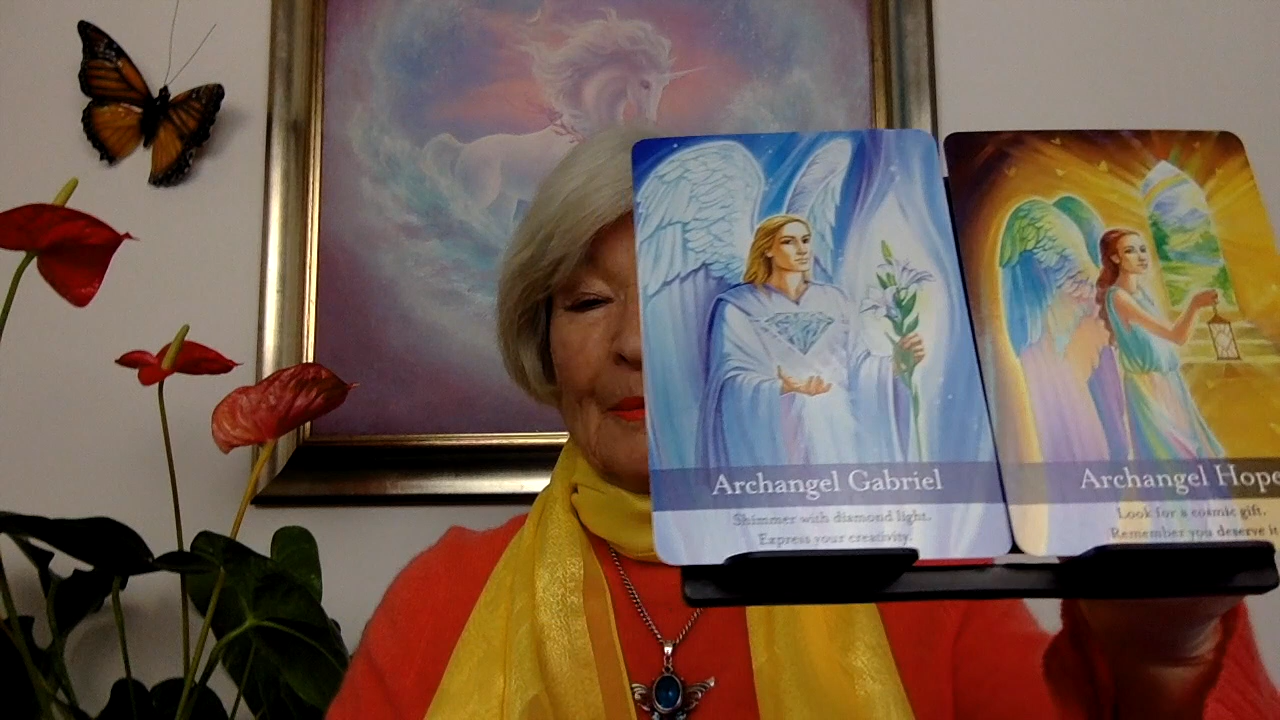 Archangel Gabriel
Shimmer with diamond light.
Express your creativity.
Archangel Hope
Look for a cosmic gift.
Remember you deserve it